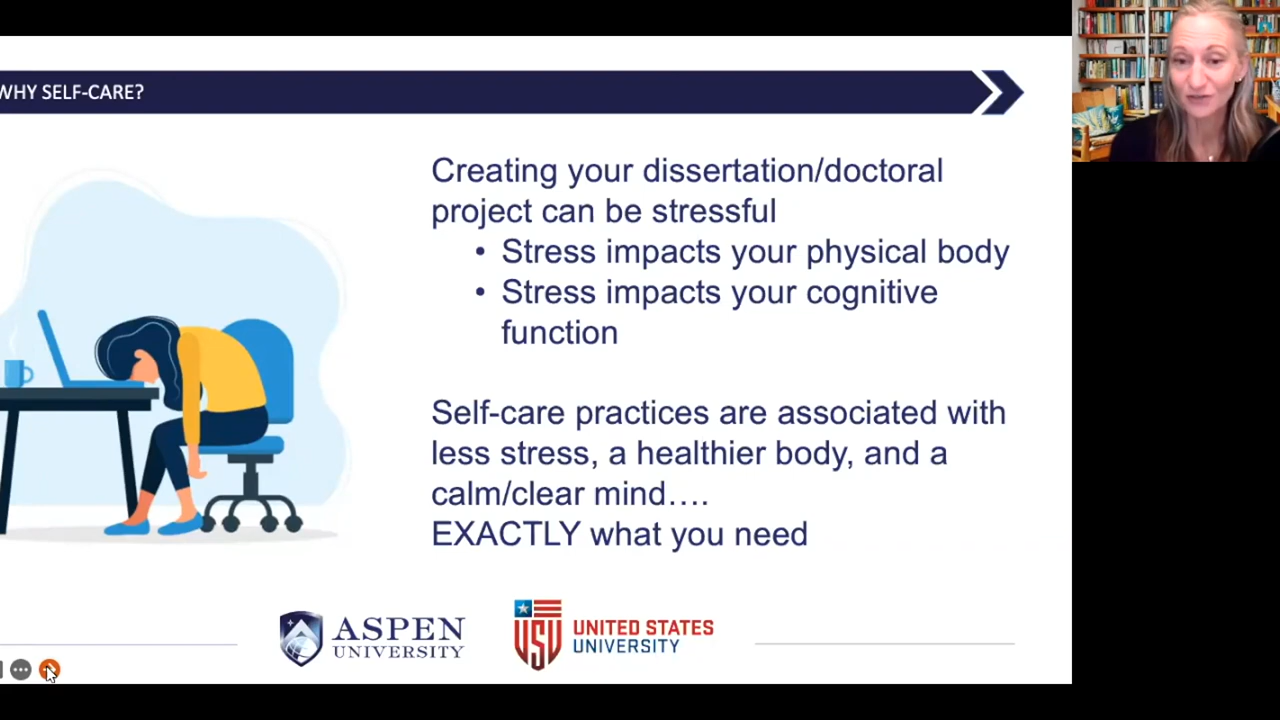 WHY SELF-CARE?
Creating your dissertation/doctoral
project can be stressful
• Stress impacts your physical body
• Stress impacts your cognitive
function
Self-care practices are associated with
less stress, a healthier body, and a
calm/clear mind….
EXACTLY what you need
ASPEN
UNIVERSITY
USU
UNITED STATES
UNIVERSITY